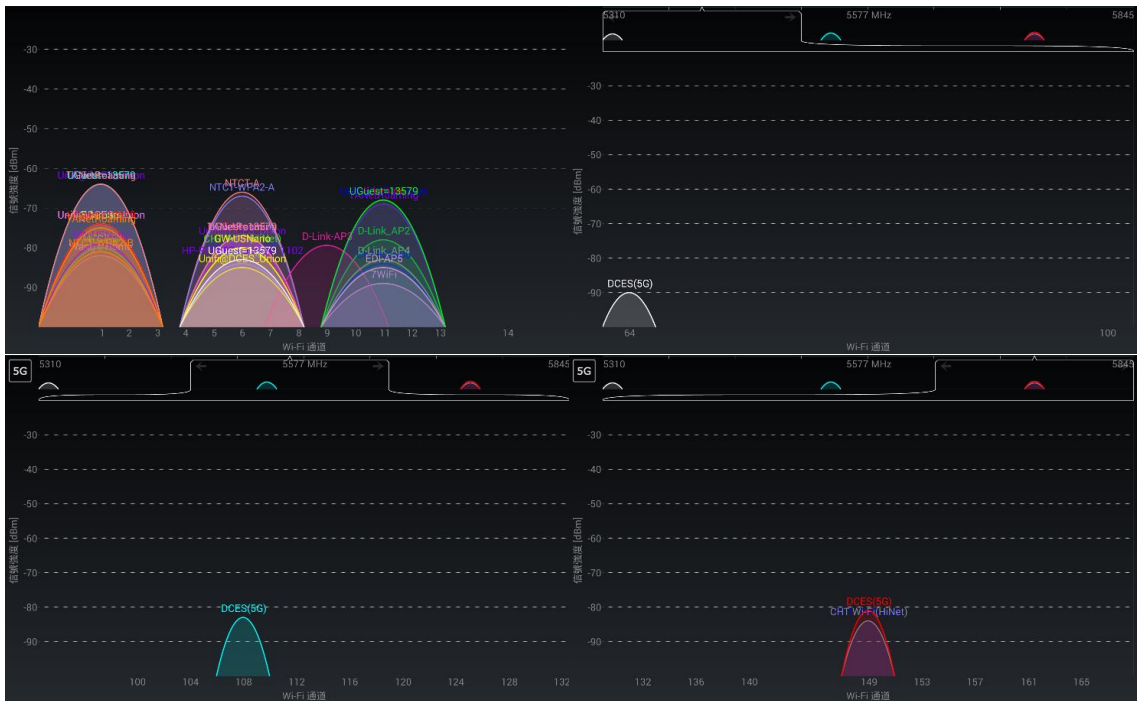 -30
-40
-50
-60
-70
-80
-90
信號強度 [dBm]
UGuest=13579
NTCT-A
NTCT-WPA2-A
UGuest=13579
D-Link_AP2
GW-USNano
D-Link-AP3
UGuest=13579
1102
D-Link_AP4
EDI-AP5
7WiFi
1 2 3 4 5 6 7 8 9 10 11 12 13 14
Wi-Fi 通道
5310 5577 MHz 5845
-30
-40
-50
-60
-70
-80
-90
信號強度 [dBm]
DCES(5G)
64 100
Wi-Fi 通道
5G
5310 5577 MHz 5845
-30
-40
-50
-60
-70
-80
-90
信號強度 [dBm]
DCES(5G)
100 104 108 112 116 120 124 128 132
Wi-Fi 通道
5G
5310 5577 MHz 5845
-30
-40
-50
-60
-70
-80
-90
信號強度 [dBm]
DCES(5G)
CHT Wi-Fi(HiNet)
132 136 140 149 153 157 161 165
Wi-Fi 通道